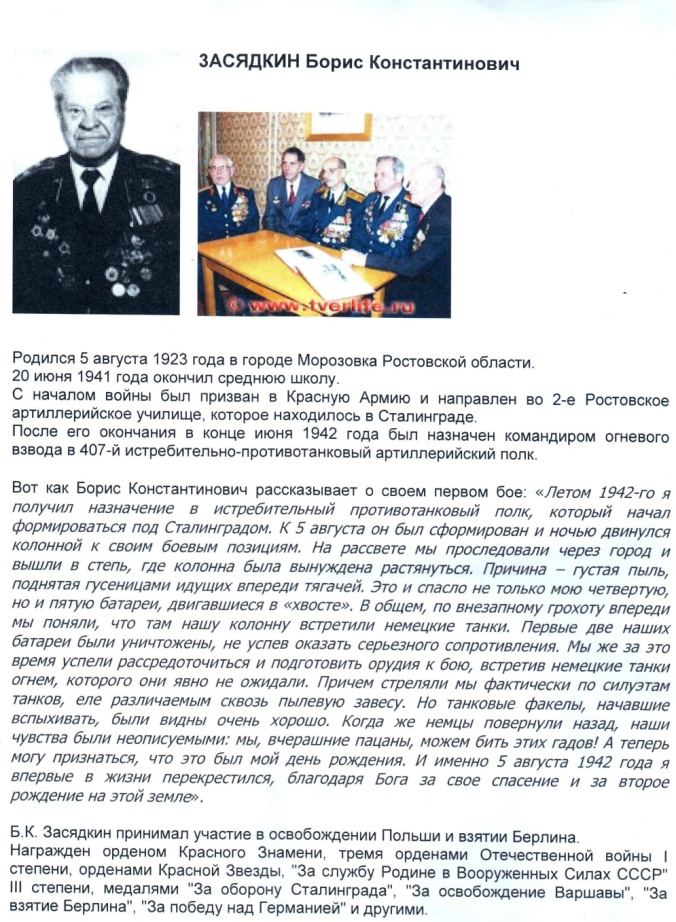 ЗАСЯДКИН Борис Константинович
© www.tverlife.ru
Родился 5 августа 1923 года в городе Морозовка Ростовской области.
20 июня 1941 года окончил среднюю школу.
С началом войны был призван в Красную Армию и направлен во 2-е Ростовское
артиллерийское училище, которое находилось в Сталинграде.
После его окончания в конце июня 1942 года был назначен командиром огневого
взвода в 407-й истребительно-противотанковый артиллерийский полк.
Вот как Борис Константинович рассказывает о своем первом бое: «Летом 1942-го я
получил назначение в истребительный противотанковый полк, который начал
формироваться под Сталинградом. К 5 августа он был сформирован и ночью двинулся
колонной к своим боевым позициям. На рассвете мы проследовали через город и
вышли в степь, где колонна была вынуждена растянуться. Причина – густая пыль,
поднятая гусеницами идущих впереди тягачей. Это и спасло не только мою четвертую,
но и пятую батареи, двигавшиеся в «хвосте». В общем, по внезапному грохоту впереди
мы поняли, что там нашу колонну встретили немецкие танки. Первые две наших
батареи были уничтожены, не успев оказать серьезного сопротивления. Мы же за это
время успели рассредоточиться и подготовить орудия к бою, встретив немецкие танки
огнем, которого они явно не ожидали. Причем стреляли мы фактически по силуэтам
танков, еле различаемым сквозь пылевую завесу. Но танковые факелы, начавшие
вспыхивать, были видны очень хорошо. Когда же немцы повернули назад, наши
чувства были неописуемыми: мы, вчерашние пацаны, можем бить этих гадов! А теперь
могу признаться, что это был мой день рождения. И именно 5 августа 1942 года я
впервые в жизни перекрестился, благодаря Бога за свое спасение и за второе
рождение на этой земле».
Б.К. Засядкин принимал участие в освобождении Польши и взятии Берлина.
Награжден орденом Красного Знамени, тремя орденами Отечественной войны I
степени, орденами Красной Звезды, "За службу Родине в Вооруженных Силах СССР"
III степени, медалями "За оборону Сталинграда", "За освобождение Варшавы", "За
взятие Берлина", "За победу над Германией" и другими.